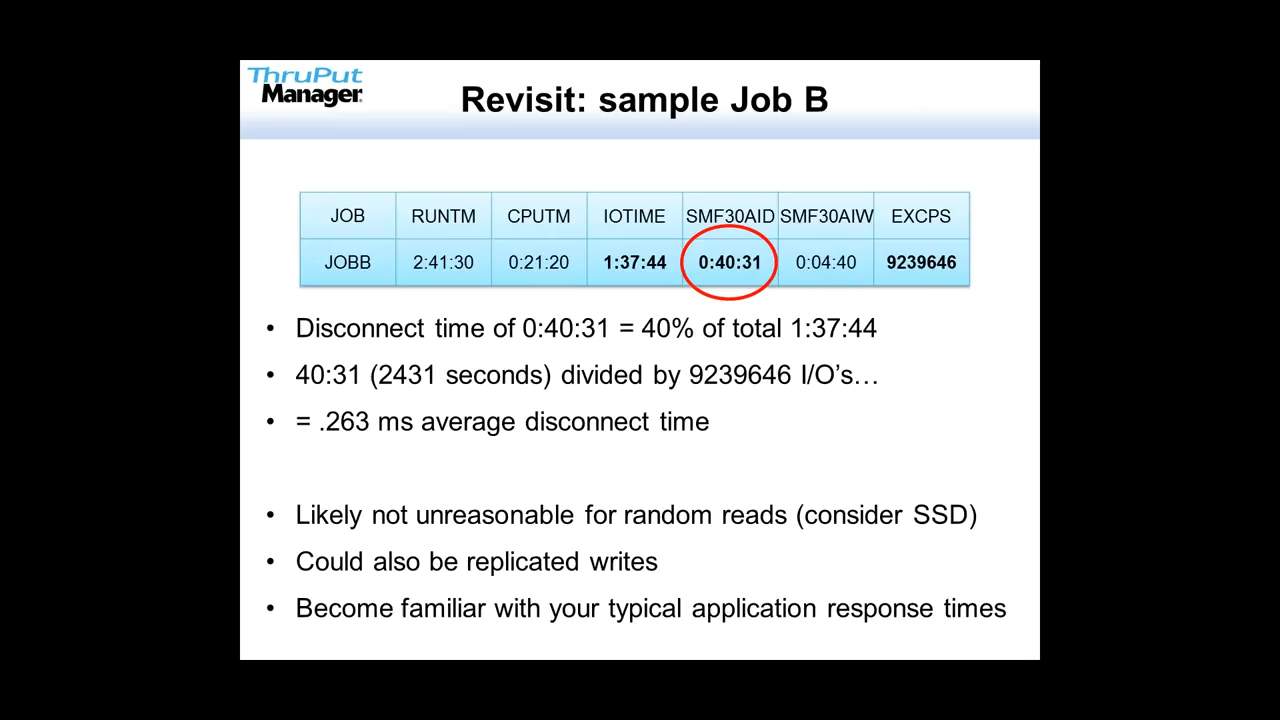 ThruPut
Manager
Revisit: sample Job B
JOB RUNTM CPUTM IOTIME SMF30AID SMF30AIW EXCPS
JOBB 2:41:30 0:21:20 1:37:44 0:40:31 0:04:40 9239646
• Disconnect time of 0:40:31 = 40% of total 1:37:44
• 40:31 (2431 seconds) divided by 9239646 I/O’s…
• = .263 ms average disconnect time
• Likely not unreasonable for random reads (consider SSD)
• Could also be replicated writes
• Become familiar with your typical application response times